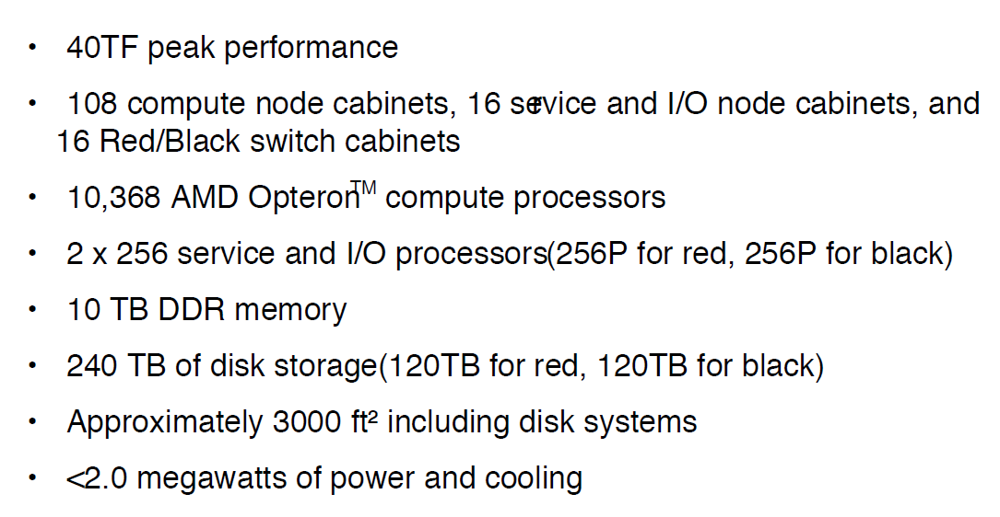 • 40TF peak performance
• 108 compute node cabinets, 16 service and I/O node cabinets, and
16 Red/Black switch cabinets
• 10,368 AMD Opteron™ compute processors
• 2 x 256 service and I/O processors(256P for red, 256P for black)
• 10 TB DDR memory
• 240 TB of disk storage(120TB for red, 120TB for black)
• Approximately 3000 ft² including disk systems
• <2.0 megawatts of power and cooling